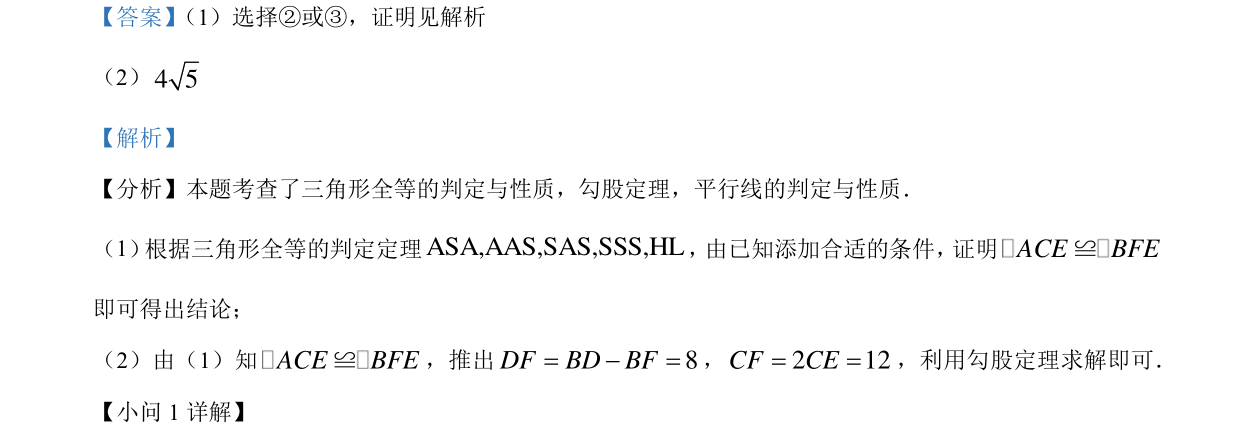 【答案】（1）选择②或③，证明见解析
（2）4√5
【解析】
【分析】本题考查了三角形全等的判定与性质，勾股定理，平行线的判定与性质．
（1）根据三角形全等的判定定理ASA,AAS,SAS,SSS,HL，由已知添加合适的条件，证明□ACE≌□BFE
即可得出结论；
（2）由（1）知□ACE≌□BFE，推出DF=BD−BF=8，CF=2CE=12，利用勾股定理求解即可．
【小问1详解】